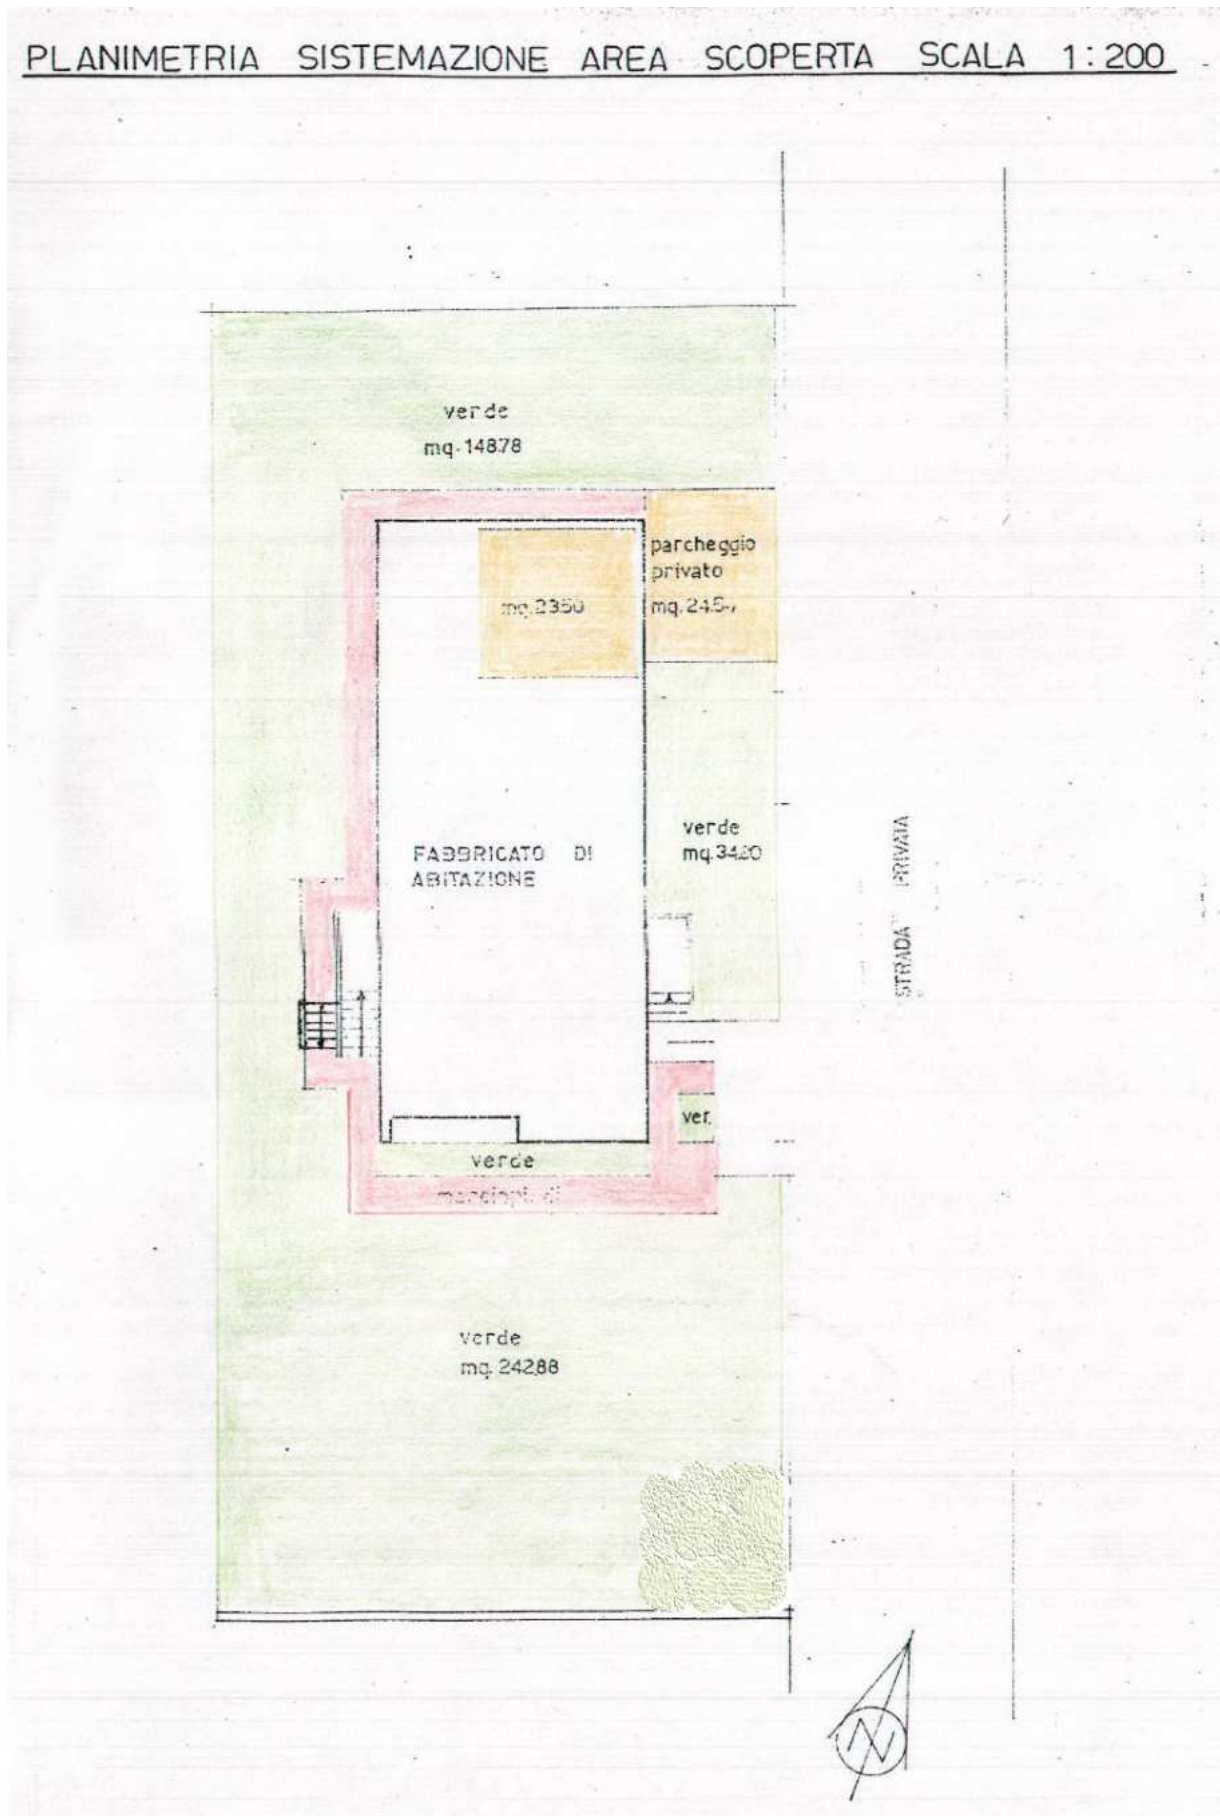 PLANIMETRIA SISTEMAZIONE AREA SCOPERTA SCALA 1:200
verde
mq.148.78
parcheggio
privato
mq.23.50
verde
mq.34.20
FABBRICATO DI
ABITAZIONE
STRADA PRIVATA
ver.
verde
marciapiedi
verde
mq. 242.88
N